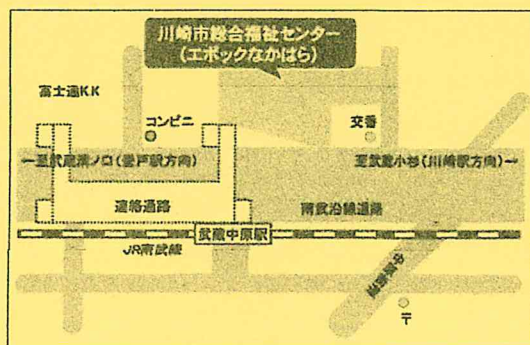 川崎市総合福祉センター
(エポックなかはら)
富士通KK
コンビニ
交番
←至武蔵溝ノ口(登戸駅方向)
至武蔵小杉(川崎駅方向)→
連絡通路
南武沿線道路
武蔵中原駅
JR南武線
〒